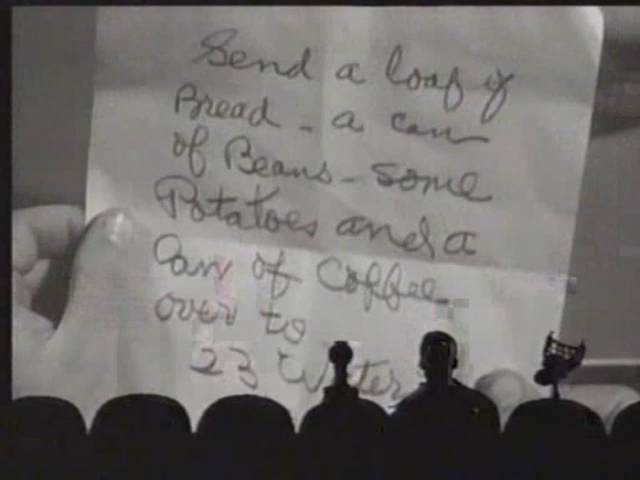 Send a loaf of
Bread - a can
of Beans - some
Potatoes and a
Can of Coffee
over to
23